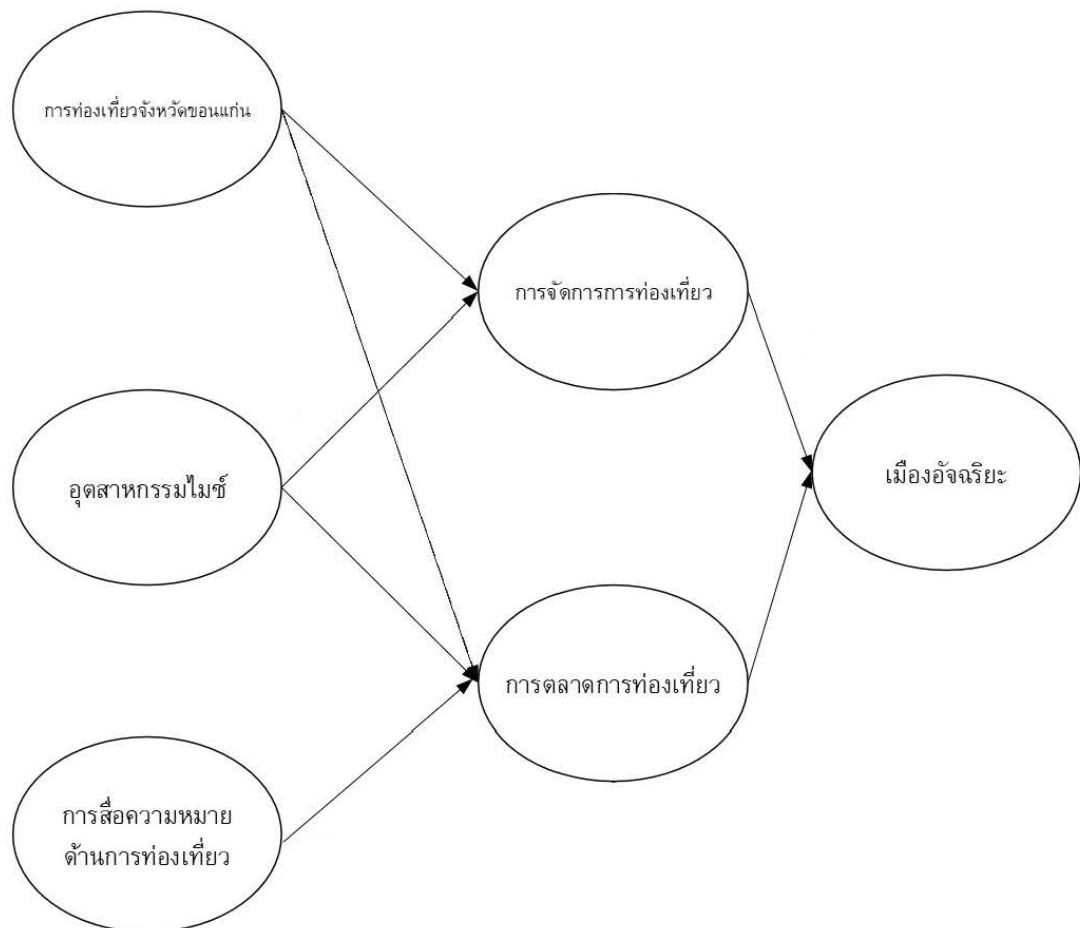 การท่องเที่ยวจังหวัดขอนแก่น
การจัดการการท่องเที่ยว
อุตสาหกรรมไมซ์
เมืองอัจฉริยะ
การตลาดการท่องเที่ยว
การสื่อความหมาย
ด้านการท่องเที่ยว